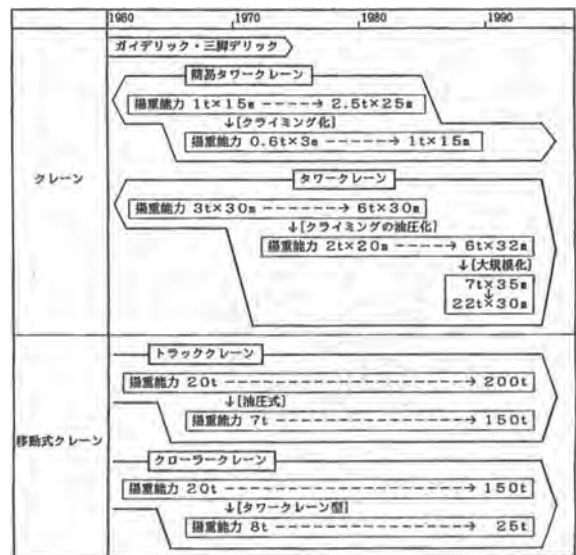 1960 1970 1980 1990
ガイデリック・三脚デリック
簡易タワークレーン
揚重能力 1t×15m ----→ 2.5t×25m
↓[クライミング化]
揚重能力 0.6t×3m ------→ 1t×15m
クレーン
タワークレーン
揚重能力 3t×30m ------→ 6t×30m
↓[クライミングの油圧化]
揚重能力 2t×20m -----→ 6t×32m
↓[大規模化]
7t×35m
↓
22t×30m
トラッククレーン
揚重能力 20t ------------------→ 200t
↓[油圧式]
揚重能力 7t ------------------→ 150t
移動式クレーン
クローラークレーン
揚重能力 20t ------------------→ 150t
↓[タワークレーン型]
揚重能力 8t ------------------→ 25t